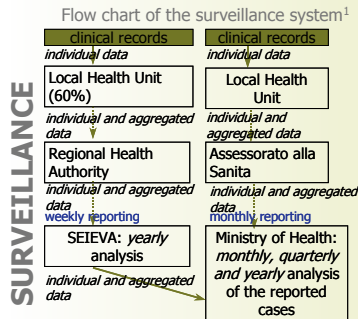 Flow chart of the surveillance system1
SURVEILLANCE
clinical records
individual data
Local Health Unit
(60%)
individual and aggregated
data
Regional Health
Authority
individual and aggregated
data
weekly reporting
SEIEVA: yearly
analysis
individual and aggregated
data
clinical records
individual data
Local Health
Unit
individual and
aggregated data
Assessorato alla
Sanita
individual and aggregated
data
monthly reporting
Ministry of Health:
monthly, quarterly
and yearly analysis
of the reported
cases